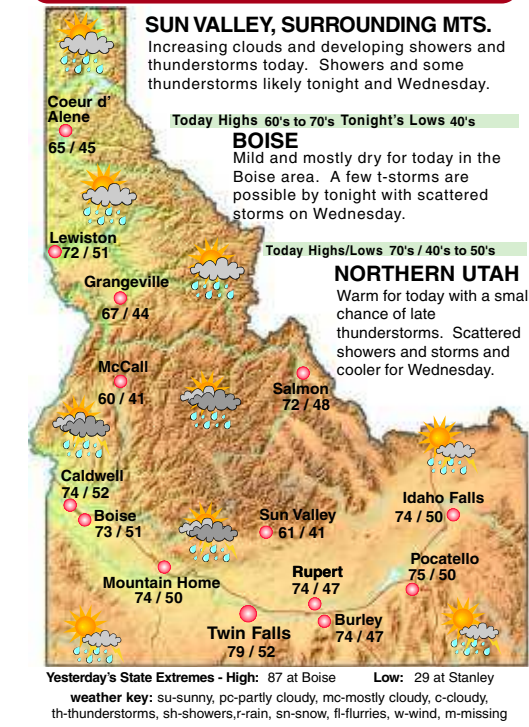 SUN VALLEY, SURROUNDING MTS.
Increasing clouds and developing showers and
thunderstorms today. Showers and some
thunderstorms likely tonight and Wednesday.
Today Highs 60's to 70's Tonight's Lows 40's
BOISE
Mild and mostly dry for today in the
Boise area. A few t-storms are
possible by tonight with scattered
storms on Wednesday.
Today Highs/Lows 70's / 40's to 50's
NORTHERN UTAH
Warm for today with a smal
chance of late
thunderstorms. Scattered
showers and storms and
cooler for Wednesday.
Coeur d'
Alene
65 / 45
Lewiston
72 / 51
Grangeville
67 / 44
McCall
60 / 41
Salmon
72 / 48
Caldwell
74 / 52
Boise
73 / 51
Sun Valley
61 / 41
Idaho Falls
74 / 50
Mountain Home
74 / 50
Rupert
74 / 47
Pocatello
75 / 50
Twin Falls
79 / 52
Burley
74 / 47
Yesterday's State Extremes - High: 87 at Boise Low: 29 at Stanley
weather key: su-sunny, pc-partly cloudy, mc-mostly cloudy, c-cloudy,
th-thunderstorms, sh-showers,r-rain, sn-snow, fl-flurries, w-wind, m-missing